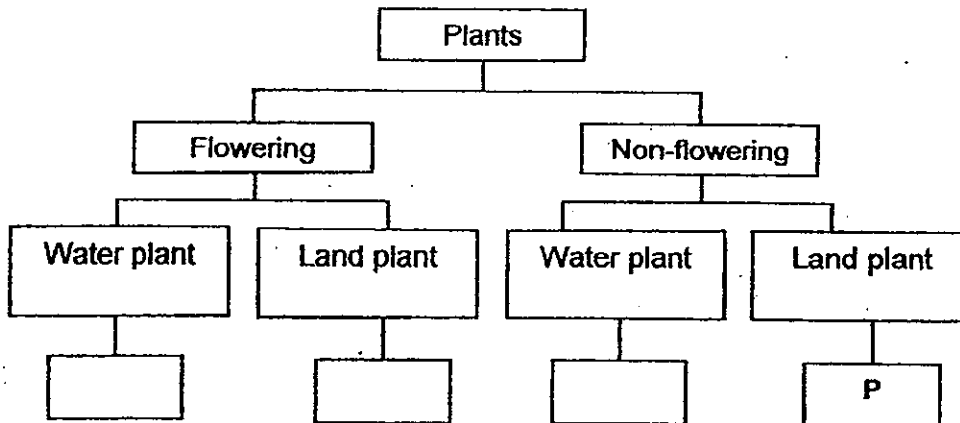 Plants
Flowering
Non-flowering
Water plant
Land plant
Water plant
Land plant
P